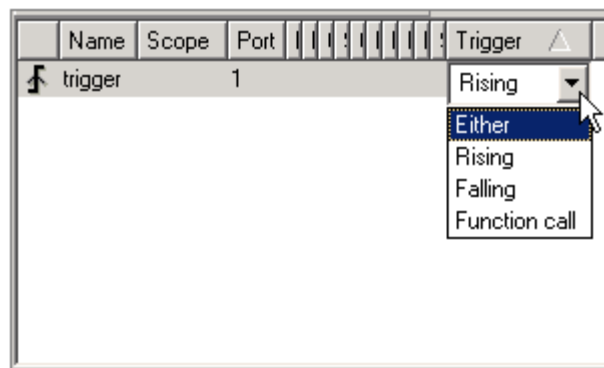 Name Scope Port Trigger
trigger 1 Rising
Either
Rising
Falling
Function call